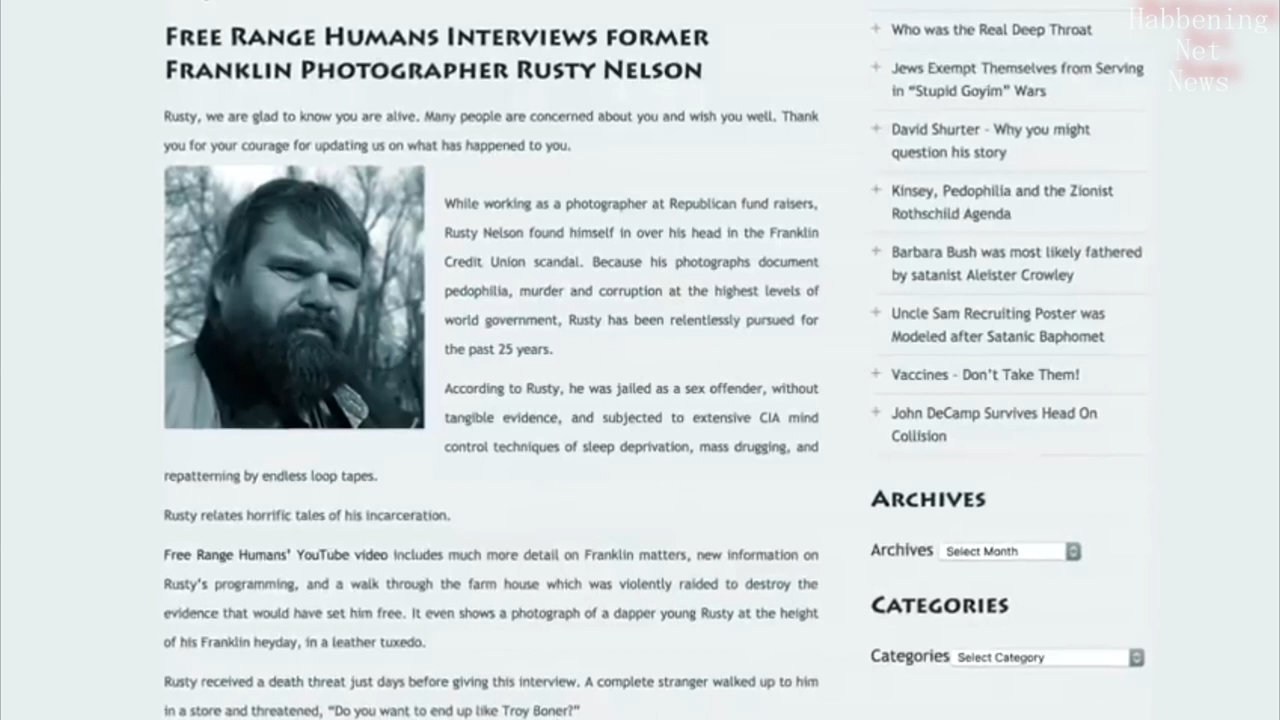 FREE RANGE HUMANS INTERVIEWS FORMER
FRANKLIN PHOTOGRAPHER RUSTY NELSON
Rusty, we are glad to know you are alive. Many people are concerned about you and wish you well. Thank
you for your courage for updating us on what has happened to you.
While working as a photographer at Republican fund raisers,
Rusty Nelson found himself in over his head in the Franklin
Credit Union scandal. Because his photographs document
pedophilia, murder and corruption at the highest levels of
world government, Rusty has been relentlessly pursued for
the past 25 years.
According to Rusty, he was jailed as a sex offender, without
tangible evidence, and subjected to extensive CIA mind
control techniques of sleep deprivation, mass drugging, and
repatterning by endless loop tapes.
Rusty relates horrific tales of his incarceration.
Free Range Humans' YouTube video includes much more detail on Franklin matters, new information on
Rusty's programming, and a walk through the farm house which was violently raided to destroy the
evidence that would have set him free. It even shows a photograph of a dapper young Rusty at the height
of his Franklin heyday, in a leather tuxedo.
Rusty received a death threat just days before giving this interview. A complete stranger walked up to him
in a store and threatened, "Do you want to end up like Troy Boner?"
Who was the Real Deep Throat
Jews Exempt Themselves from Serving
in "Stupid Goyim" Wars
David Shurter - Why you might
question his story
Kinsey, Pedophilia and the Zionist
Rothschild Agenda
Barbara Bush was most likely fathered
by satanist Aleister Crowley
Uncle Sam Recruiting Poster was
Modeled after Satanic Baphomet
Vaccines - Don't Take Them!
John DeCamp Survives Head On
Collision
ARCHIVES
Archives Select Month
CATEGORIES
Categories Select Category
Habbening
Net
News